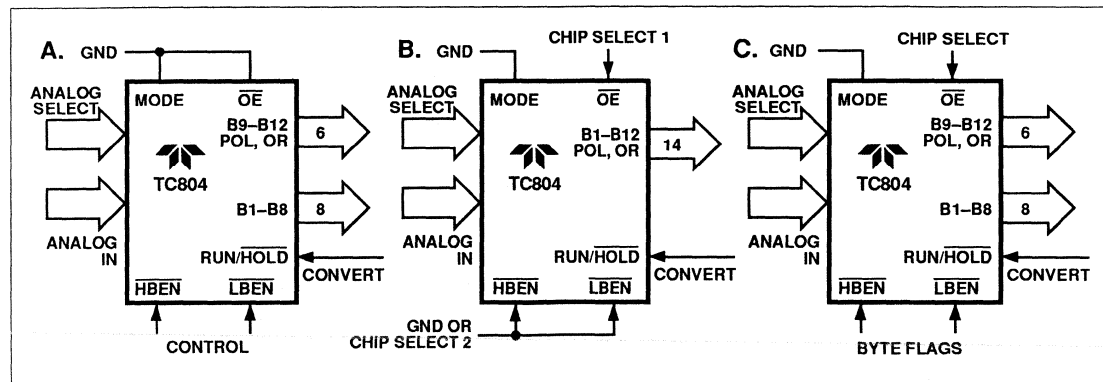 A.
GND
ANALOG
SELECT
MODE
OE
B9–B12
POL, OR
6
TC804
B1–B8
8
ANALOG
IN
RUN/HOLD
CONVERT
HBEN
LBEN
CONTROL
B.
GND
CHIP SELECT 1
ANALOG
SELECT
MODE
OE
B1–B12
POL, OR
14
TC804
ANALOG
IN
RUN/HOLD
CONVERT
HBEN
LBEN
GND OR
CHIP SELECT 2
C.
GND
CHIP SELECT
ANALOG
SELECT
MODE
OE
B9–B12
POL, OR
6
TC804
B1–B8
8
ANALOG
IN
RUN/HOLD
CONVERT
HBEN
LBEN
BYTE FLAGS